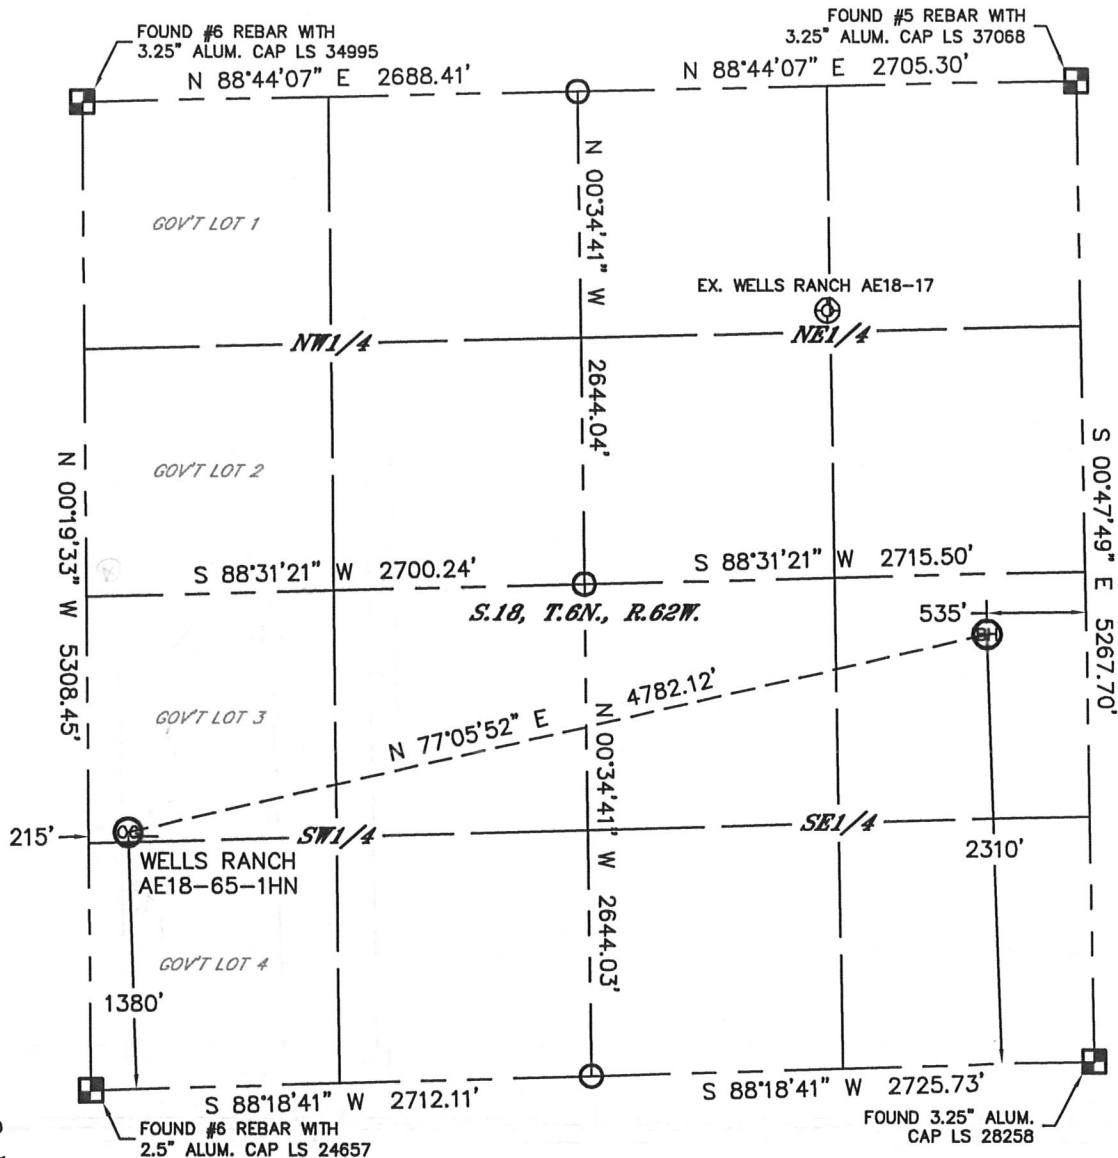 FOUND #6 REBAR WITH
3.25" ALUM. CAP LS 34995
FOUND #5 REBAR WITH
3.25" ALUM. CAP LS 37068
N 88°44'07" E 2688.41'
N 88°44'07" E 2705.30'
GOV'T LOT 1
N 00°34'41" W 2644.04'
EX. WELLS RANCH AE18-17
NW1/4
NE1/4
GOV'T LOT 2
N 00°19'33" W 5308.45'
S 00°47'49" E 5267.70'
S 88°31'21" W 2700.24'
S 88°31'21" W 2715.50'
S.18, T.6N., R.62W.
535'
BH
GOV'T LOT 3
N 77°05'52" E 4782.12'
N 00°34'41" W 2644.03'
215'
OG
SW1/4
SE1/4
WELLS RANCH
AE18-65-1HN
2310'
GOV'T LOT 4
1380'
S 88°18'41" W 2712.11'
S 88°18'41" W 2725.73'
FOUND #6 REBAR WITH
2.5" ALUM. CAP LS 24657
FOUND 3.25" ALUM.
CAP LS 28258